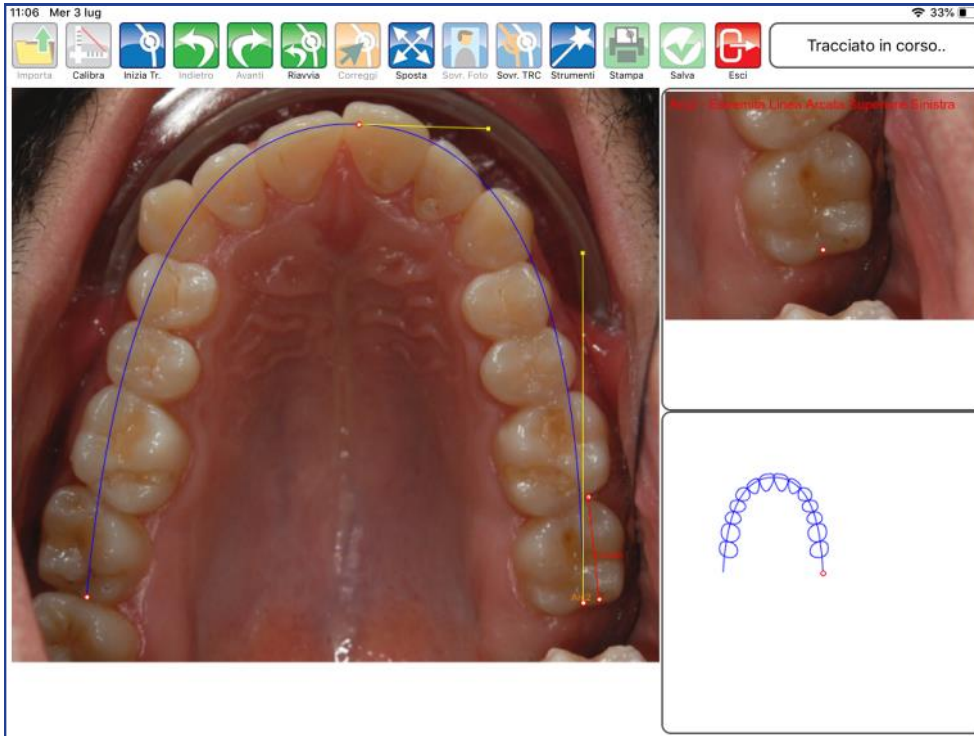 11:06 Mer 3 lug
33%
Importa
Calibra
Inizia Tr.
Indietro
Avanti
Riavvia
Correggi
Sposta
Sovr. Foto
Sovr. TRC
Strumenti
Stampa
Salva
Esci
Tracciato in corso..
Estremita Linea Arcata Superiore Sinistra